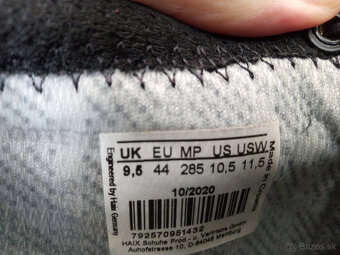 UK EU MP US USW
9,5 44 285 10,5 11,5
10/2020
792570951432
HAIX Schuhe Prod - u. Vertriebs GmbH
Auhofstrasse 10, D-84048 Mainburg
Engineered by Haix Germany
Made in Croatia
bazos.sk